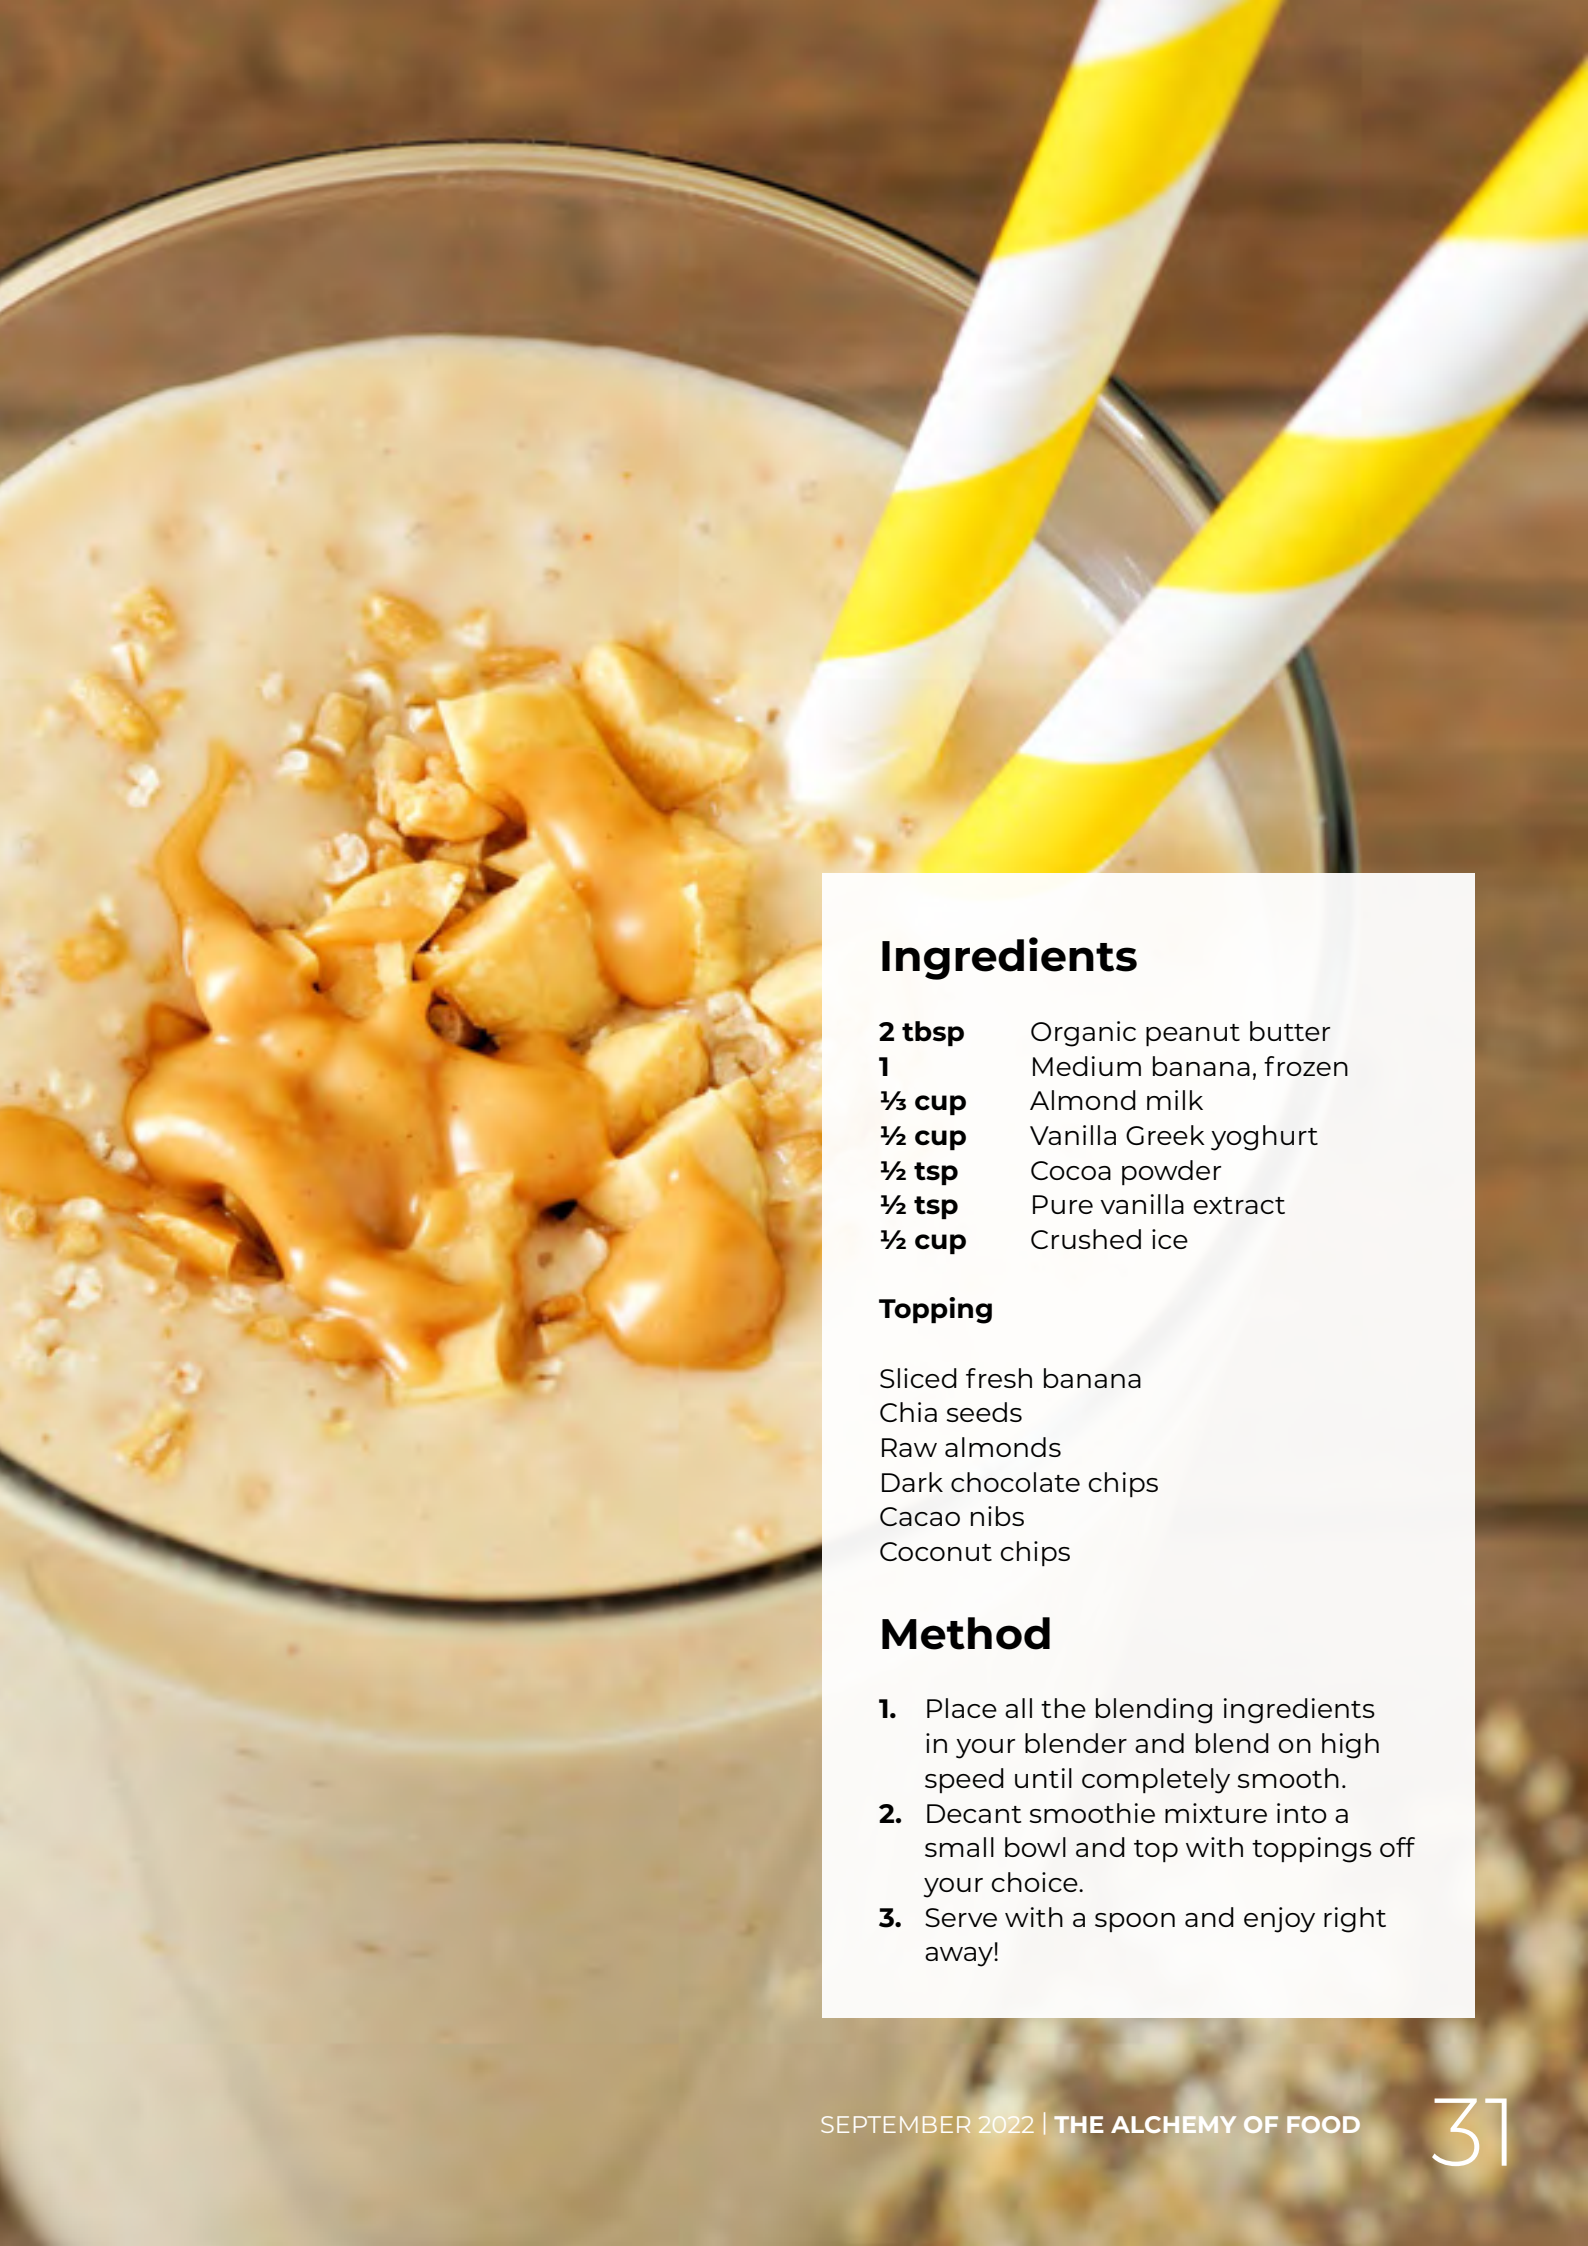 Ingredients
2 tbsp Organic peanut butter
1 Medium banana, frozen
⅓ cup Almond milk
½ cup Vanilla Greek yoghurt
½ tsp Cocoa powder
½ tsp Pure vanilla extract
½ cup Crushed ice
Topping
Sliced fresh banana
Chia seeds
Raw almonds
Dark chocolate chips
Cacao nibs
Coconut chips
Method
1. Place all the blending ingredients
in your blender and blend on high
speed until completely smooth.
2. Decant smoothie mixture into a
small bowl and top with toppings off
your choice.
3. Serve with a spoon and enjoy right
away!
SEPTEMBER 2022 | THE ALCHEMY OF FOOD 31